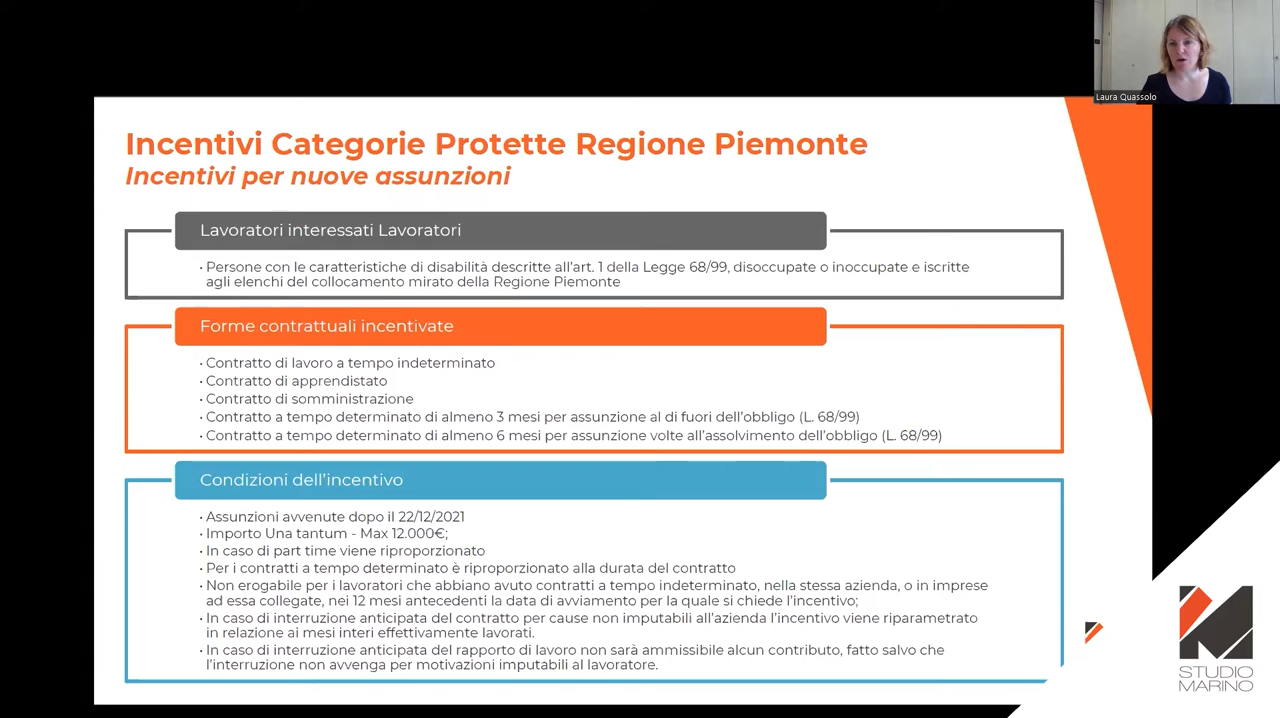 Laura Quassolo
Incentivi Categorie Protette Regione Piemonte
Incentivi per nuove assunzioni
Lavoratori interessati Lavoratori
• Persone con le caratteristiche di disabilità descritte all'art. 1 della Legge 68/99, disoccupate o inoccupate e iscritte
agli elenchi del collocamento mirato della Regione Piemonte
Forme contrattuali incentivate
• Contratto di lavoro a tempo indeterminato
• Contratto di apprendistato
• Contratto di somministrazione
• Contratto a tempo determinato di almeno 3 mesi per assunzione al di fuori dell'obbligo (L. 68/99)
• Contratto a tempo determinato di almeno 6 mesi per assunzione volte all'assolvimento dell'obbligo (L. 68/99)
Condizioni dell'incentivo
• Assunzioni avvenute dopo il 22/12/2021
• Importo Una tantum - Max 12.000€;
• In caso di part time viene riproporzionato
• Per i contratti a tempo determinato è riproporzionato alla durata del contratto
• Non erogabile per i lavoratori che abbiano avuto contratti a tempo indeterminato, nella stessa azienda, o in imprese
ad essa collegate, nei 12 mesi antecedenti la data di avviamento per la quale si chiede l'incentivo;
• In caso di interruzione anticipata del contratto per cause non imputabili all'azienda l'incentivo viene riparametrato
in relazione ai mesi interi effettivamente lavorati.
• In caso di interruzione anticipata del rapporto di lavoro non sarà ammissibile alcun contributo, fatto salvo che
l'interruzione non avvenga per motivazioni imputabili al lavoratore.
STUDIO
MARINO